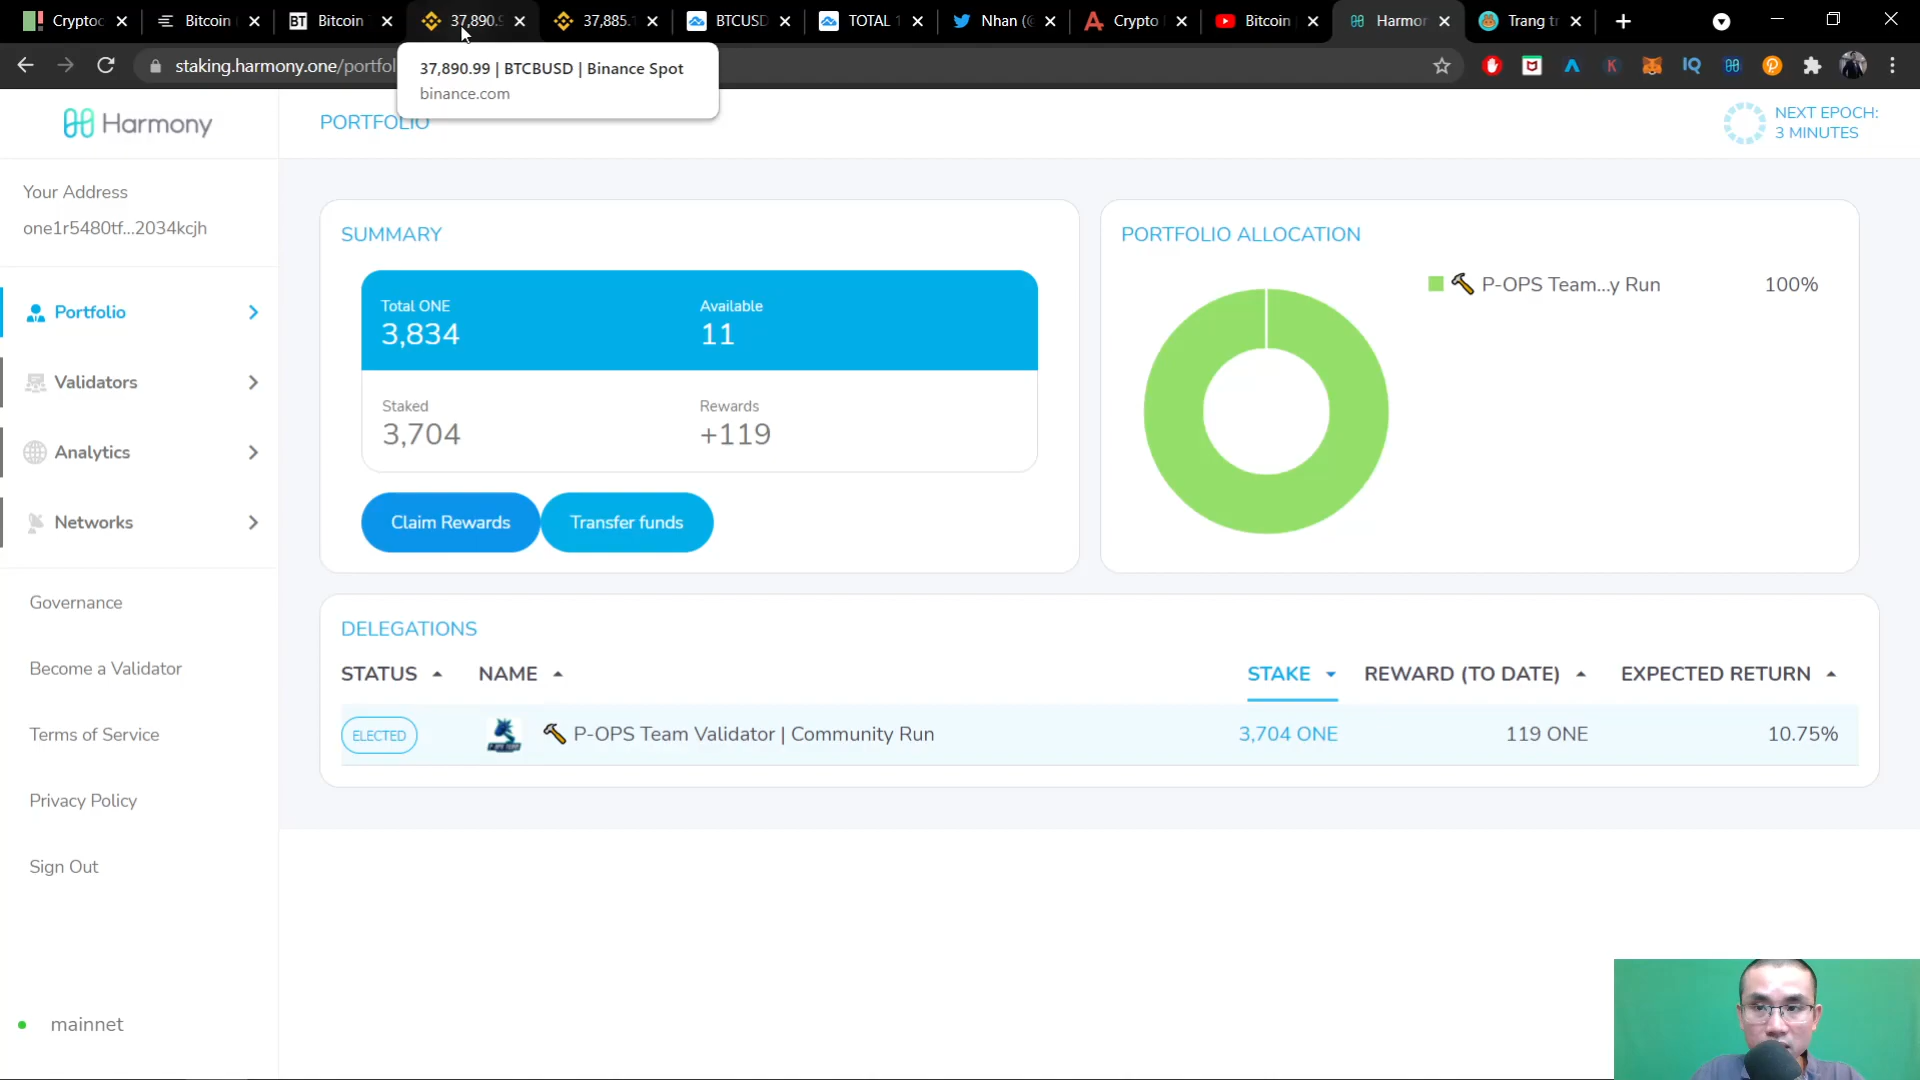 Cryptoc
Bitcoin
Bitcoin
37,890.9
37,885.1
BTCUSD
TOTAL
Nhan (@
Crypto
Bitcoin
Harmon
Trang tr
staking.harmony.one/portfol
37,890.99 | BTCBUSD | Binance Spot
binance.com
Harmony
PORTFOLIO
NEXT EPOCH:
3 MINUTES
Your Address
one1r5480tf...2034kcjh
Portfolio
Validators
Analytics
Networks
Governance
Become a Validator
Terms of Service
Privacy Policy
Sign Out
mainnet
SUMMARY
Total ONE
3,834
Available
11
Staked
3,704
Rewards
+119
Claim Rewards
Transfer funds
PORTFOLIO ALLOCATION
P-OPS Team...y Run 100%
DELEGATIONS
STATUS NAME STAKE REWARD (TO DATE) EXPECTED RETURN
ELECTED P-OPS Team Validator | Community Run 3,704 ONE 119 ONE 10.75%